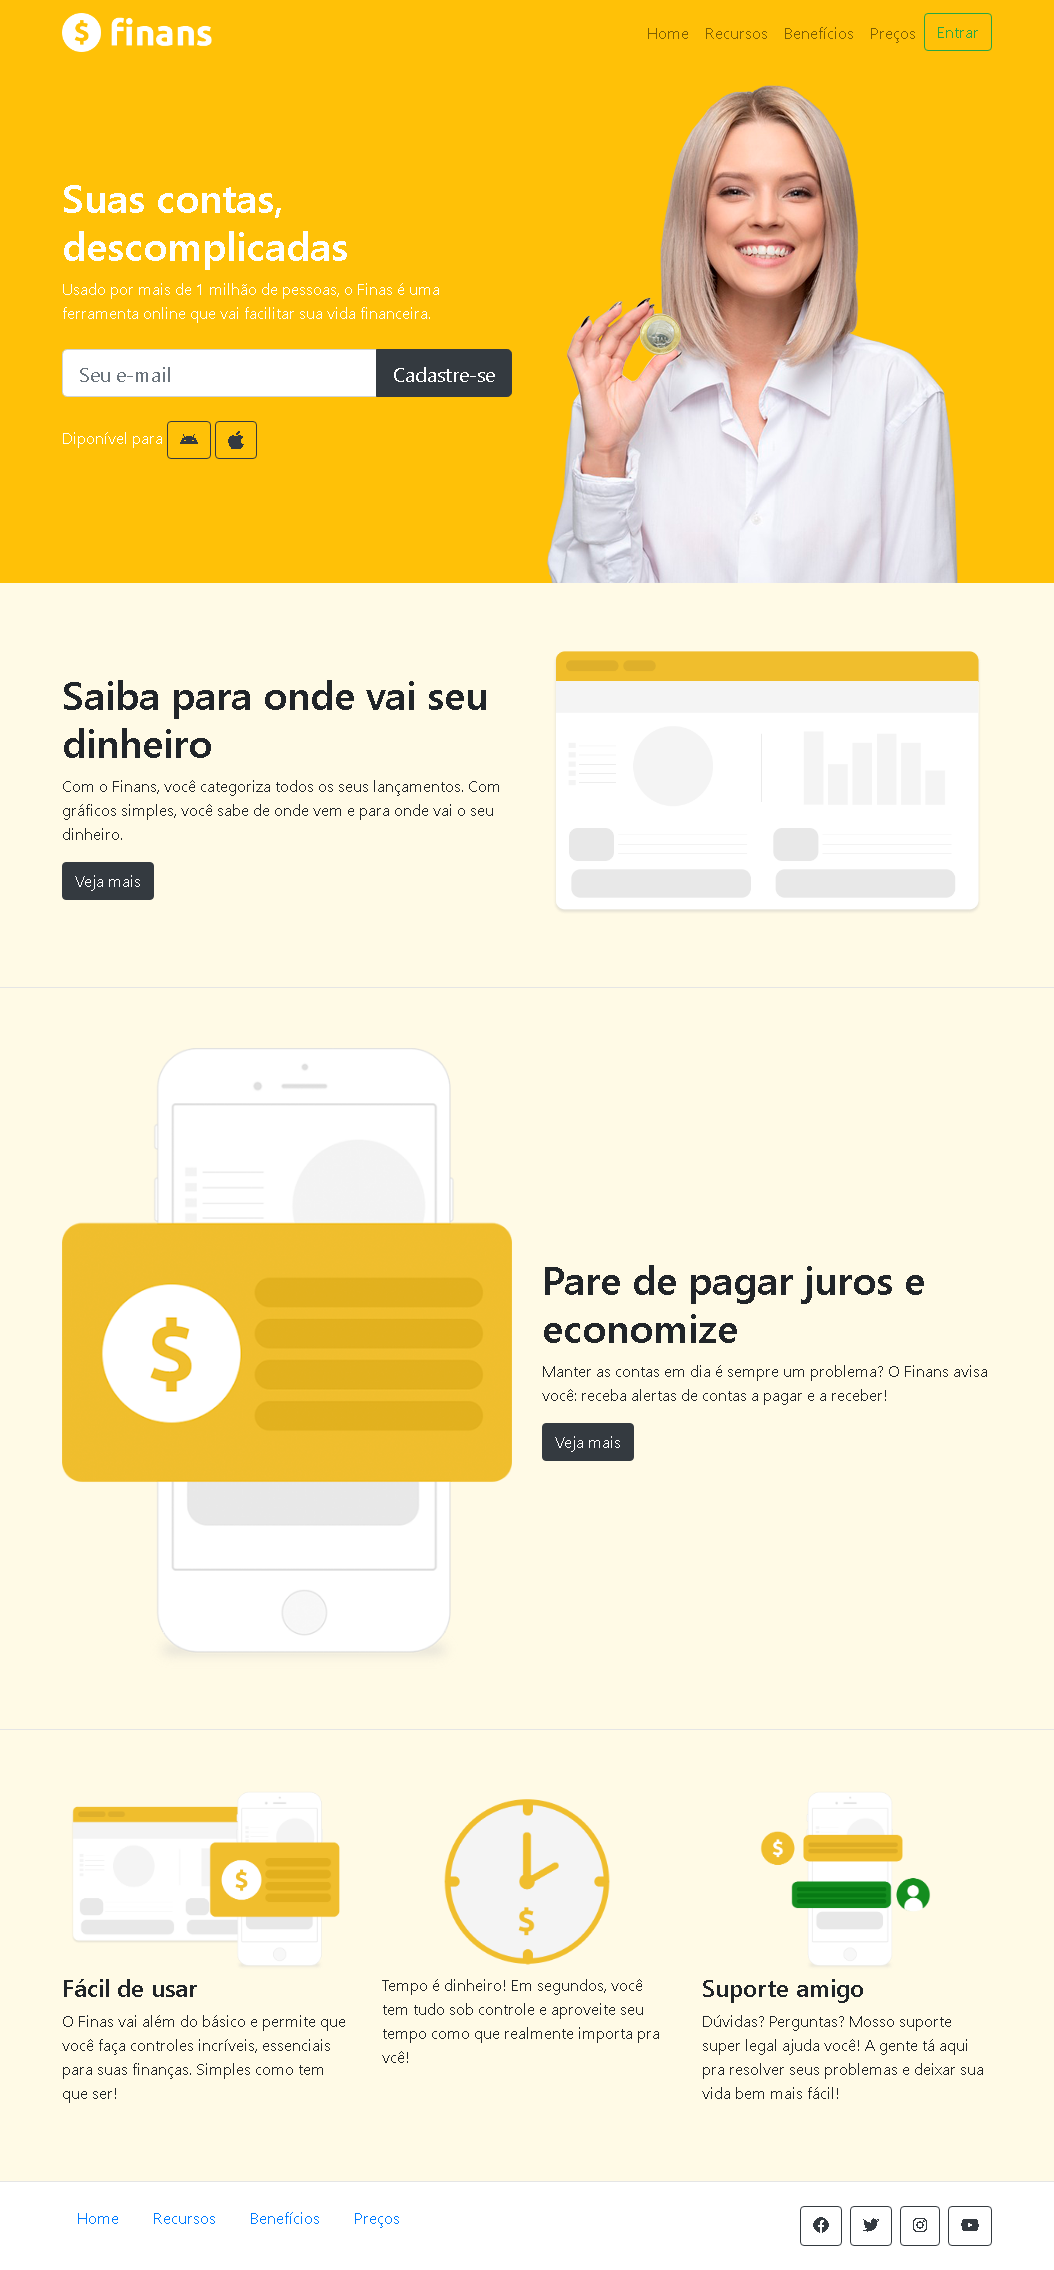 $ finans
Home Recursos Benefícios Preços Entrar
Suas contas,
descomplicadas
Usado por mais de 1 milhão de pessoas, o Finas é uma
ferramenta online que vai facilitar sua vida financeira.
Seu e-mail Cadastre-se
Diponível para
Saiba para onde vai seu
dinheiro
Com o Finans, você categoriza todos os seus lançamentos. Com
gráficos simples, você sabe de onde vem e para onde vai o seu
dinheiro.
Veja mais
$
Pare de pagar juros e
economize
Manter as contas em dia é sempre um problema? O Finans avisa
você: receba alertas de contas a pagar e a receber!
Veja mais
$
$
$
Fácil de usar
O Finas vai além do básico e permite que
você faça controles incríveis, essenciais
para suas finanças. Simples como tem
que ser!
Tempo é dinheiro! Em segundos, você
tem tudo sob controle e aproveite seu
tempo como que realmente importa pra
vcê!
Suporte amigo
Dúvidas? Perguntas? Mosso suporte
super legal ajuda você! A gente tá aqui
pra resolver seus problemas e deixar sua
vida bem mais fácil!
Home Recursos Benefícios Preços